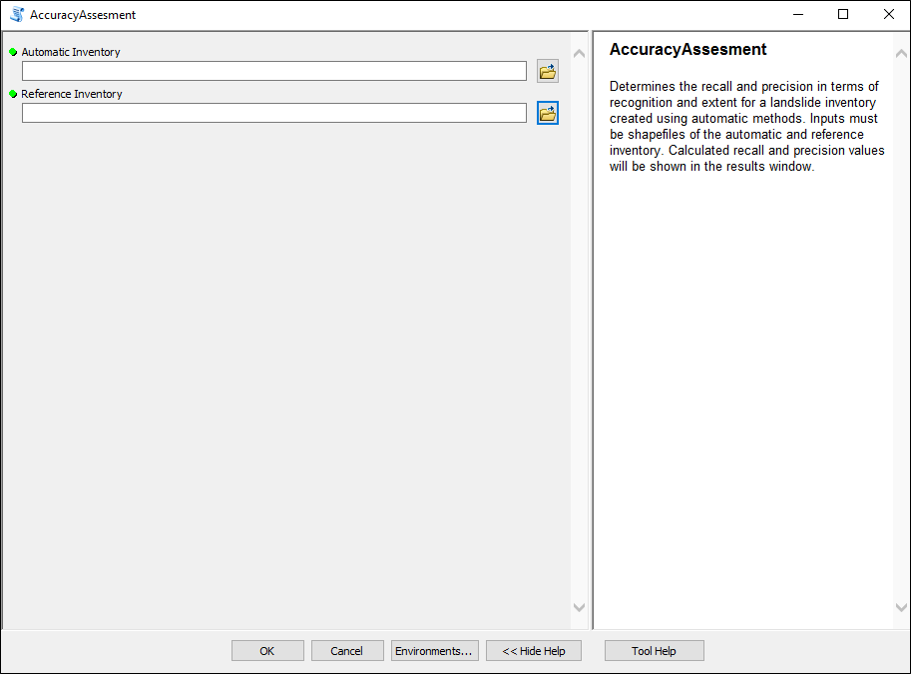 AccuracyAssesment
Automatic Inventory
Reference Inventory
AccuracyAssesment
Determines the recall and precision in terms of
recognition and extent for a landslide inventory
created using automatic methods. Inputs must
be shapefiles of the automatic and reference
inventory. Calculated recall and precision values
will be shown in the results window.
OK
Cancel
Environments...
<< Hide Help
Tool Help